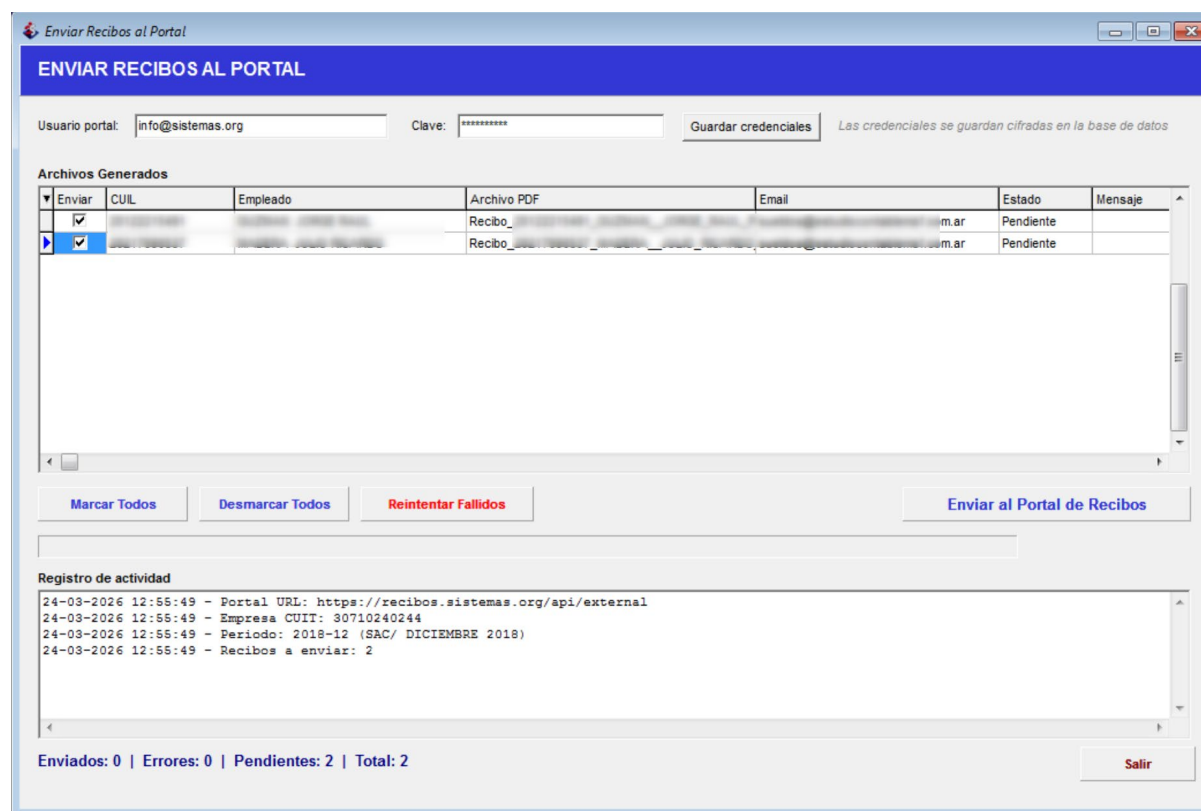 Enviar Recibos al Portal
ENVIAR RECIBOS AL PORTAL
Usuario portal: info@sistemas.org Clave: ********** Guardar credenciales Las credenciales se guardan cifradas en la base de datos
Archivos Generados
Enviar CUIL Empleado Archivo PDF Email Estado Mensaje
Recibo_ m.ar Pendiente
Recibo_ m.ar Pendiente
Marcar Todos Desmarcar Todos Reintentar Fallidos Enviar al Portal de Recibos
Registro de actividad
24-03-2026 12:55:49 - Portal URL: https://recibos.sistemas.org/api/external
24-03-2026 12:55:49 - Empresa CUIT: 30710240244
24-03-2026 12:55:49 - Periodo: 2018-12 (SAC/ DICIEMBRE 2018)
24-03-2026 12:55:49 - Recibos a enviar: 2
Enviados: 0 | Errores: 0 | Pendientes: 2 | Total: 2
Salir